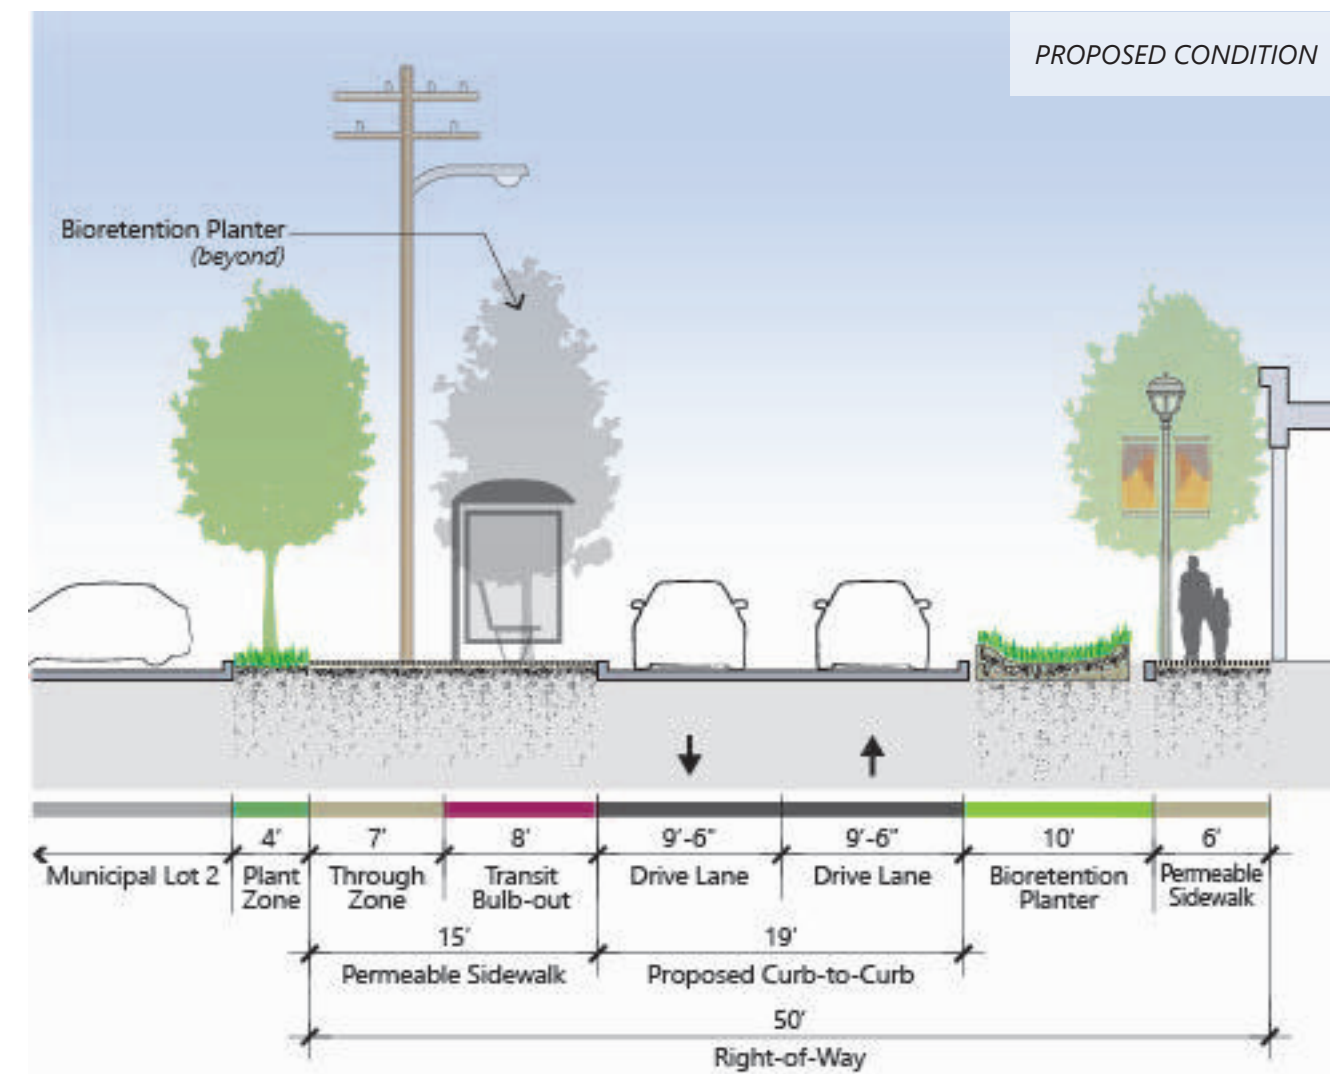 PROPOSED CONDITION
Bioretention Planter
(beyond)
4' 7' 8' 9'-6" 9'-6" 10' 6'
Municipal Lot 2
Plant
Zone
Through
Zone
Transit
Bulb-out
Drive Lane
Drive Lane
Bioretention
Planter
Permeable
Sidewalk
15' 19'
Permeable Sidewalk
Proposed Curb-to-Curb
50'
Right-of-Way